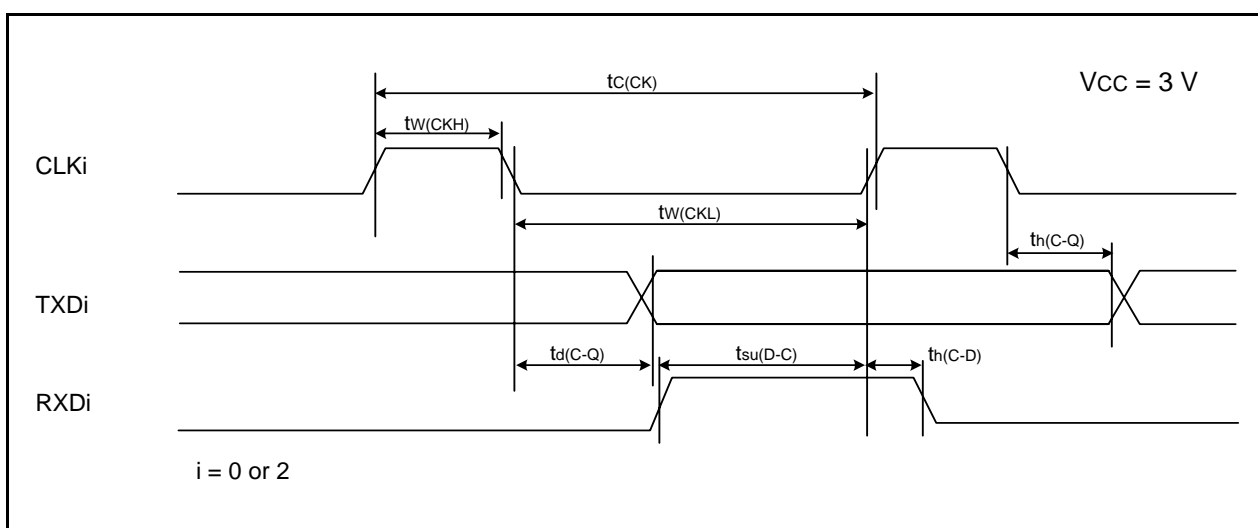 tC(CK)
VCC = 3 V
tW(CKH)
CLKi
tW(CKL)
th(C-Q)
TXDi
td(C-Q)
tsu(D-C)
th(C-D)
RXDi
i = 0 or 2